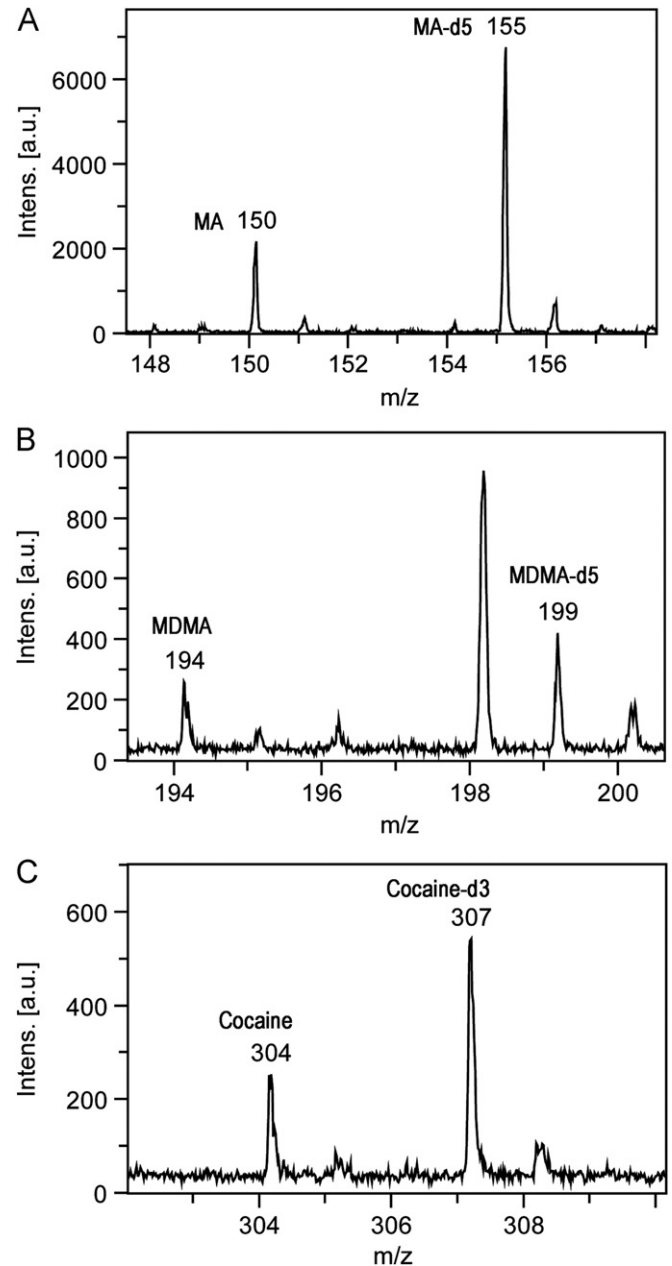 A
MA-d5 155
MA 150
6000
4000
2000
0
Intens. [a.u.]
148 150 152 154 156
m/z
B
1000
800
600
400
200
0
Intens. [a.u.]
MDMA
194
MDMA-d5
199
194 196 198 200
m/z
C
Cocaine-d3
307
Cocaine
304
600
400
200
0
Intens. [a.u.]
304 306 308
m/z